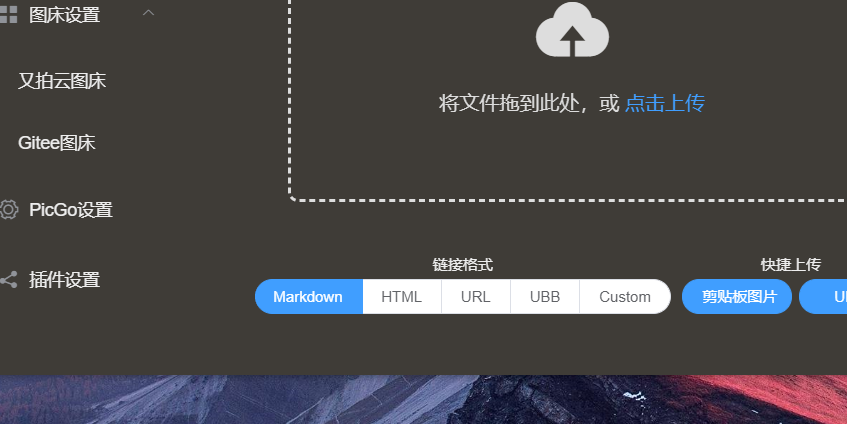 图床设置
又拍云图床
Gitee图床
PicGo设置
插件设置
将文件拖到此处，或 点击上传
链接格式
Markdown HTML URL UBB Custom
快捷上传
剪贴板图片